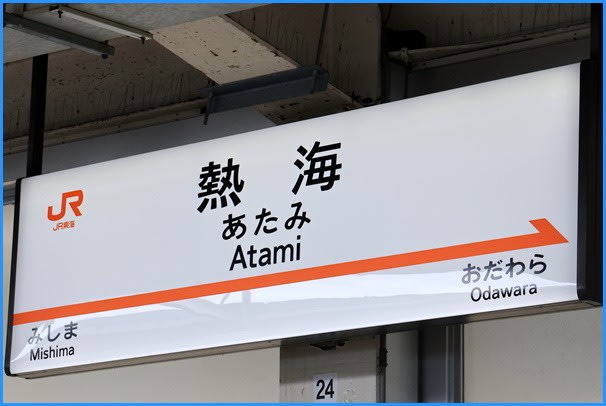 JR
JR東海
熱海
あたみ
Atami
みしま
Mishima
おだわら
Odawara
24